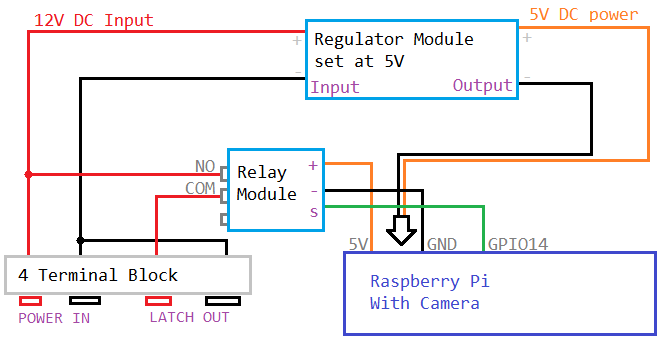 12V DC Input
5V DC power
+ Regulator Module +
set at 5V
- Input Output -
NO Relay +
COM Module -
s
5V GND GPIO14
4 Terminal Block
Raspberry Pi
With Camera
POWER IN LATCH OUT